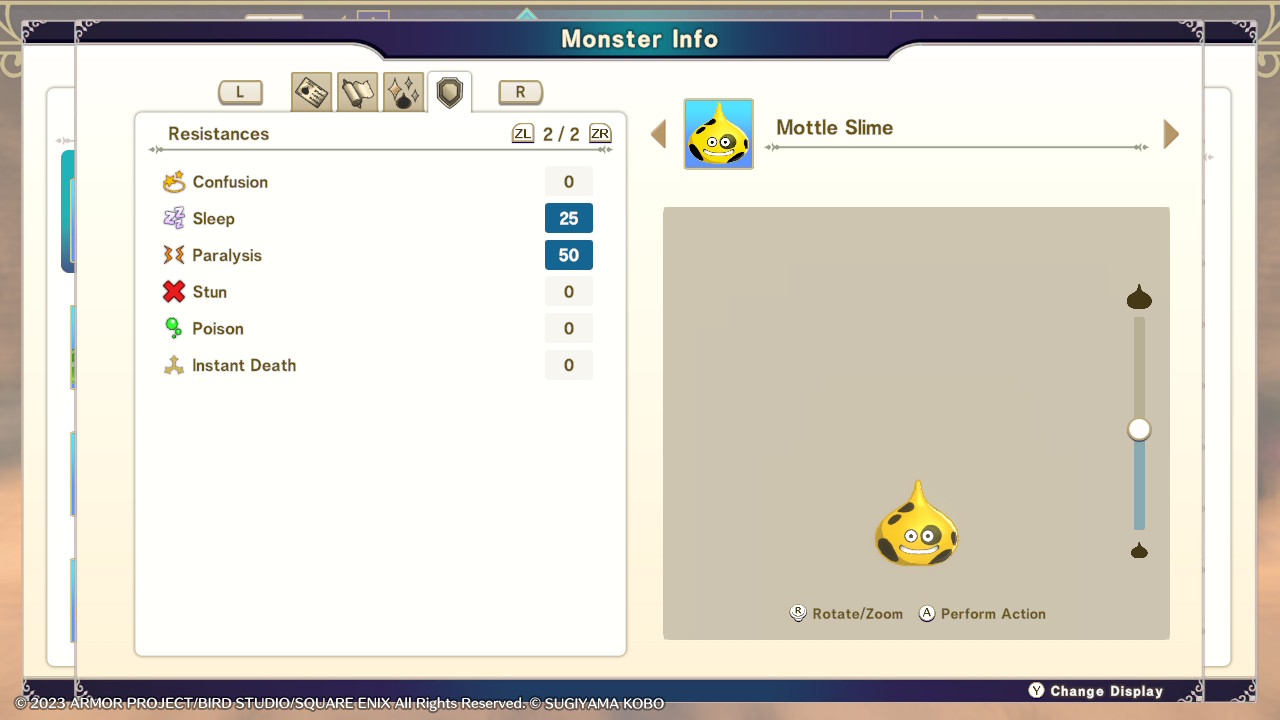 Monster Info
L
R
Resistances
ZL 2 / 2 ZR
Confusion 0
Sleep 25
Paralysis 50
Stun 0
Poison 0
Instant Death 0
Mottle Slime
R Rotate/Zoom A Perform Action
Y Change Display
© 2023 ARMOR PROJECT/BIRD STUDIO/SQUARE ENIX All Rights Reserved. © SUGIYAMA KOBO